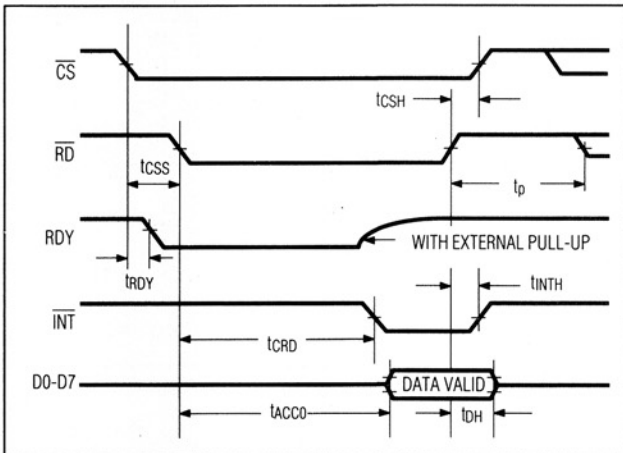 CS
tCSH
RD
tCSS
tp
RDY
WITH EXTERNAL PULL-UP
tRDY
tINTH
INT
tCRD
D0-D7
DATA VALID
tACC0
tDH